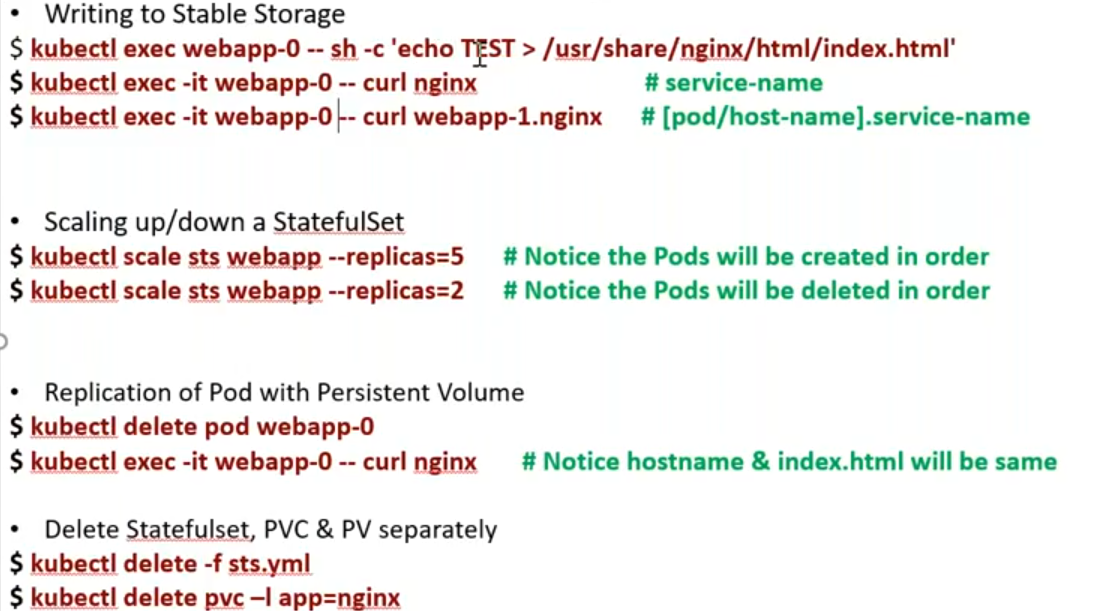 • Writing to Stable Storage
$ kubectl exec webapp-0 -- sh -c 'echo TEST > /usr/share/nginx/html/index.html'
$ kubectl exec -it webapp-0 -- curl nginx # service-name
$ kubectl exec -it webapp-0 -- curl webapp-1.nginx # [pod/host-name].service-name
• Scaling up/down a StatefulSet
$ kubectl scale sts webapp --replicas=5 # Notice the Pods will be created in order
$ kubectl scale sts webapp --replicas=2 # Notice the Pods will be deleted in order
• Replication of Pod with Persistent Volume
$ kubectl delete pod webapp-0
$ kubectl exec -it webapp-0 -- curl nginx # Notice hostname & index.html will be same
• Delete Statefulset, PVC & PV separately
$ kubectl delete -f sts.yml
$ kubectl delete pvc –l app=nginx